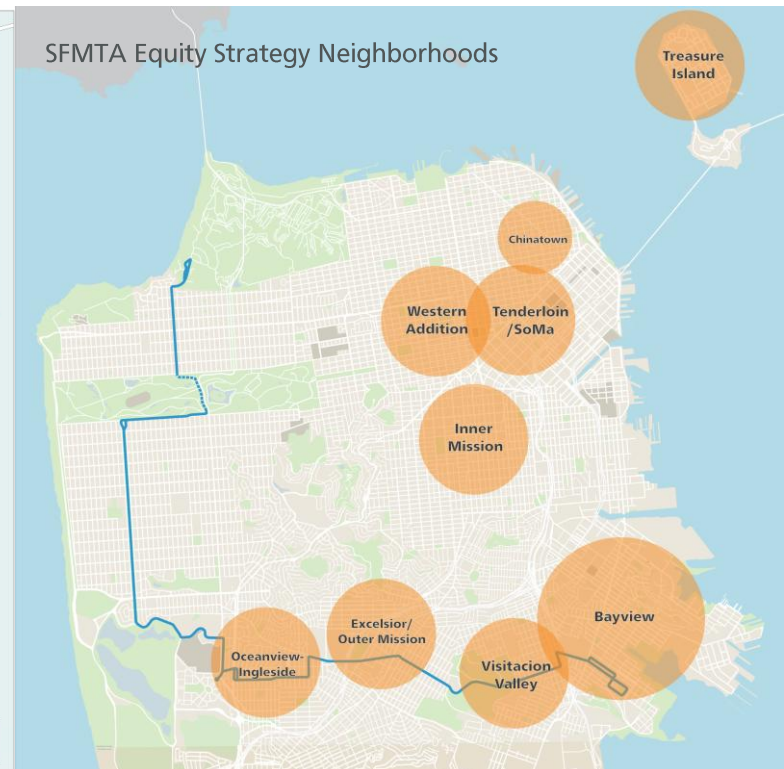 SFMTA Equity Strategy Neighborhoods
Treasure
Island
Chinatown
Western
Addition
Tenderloin
/SoMa
Inner
Mission
Bayview
Excelsior/
Outer Mission
Oceanview-
Ingleside
Visitacion
Valley